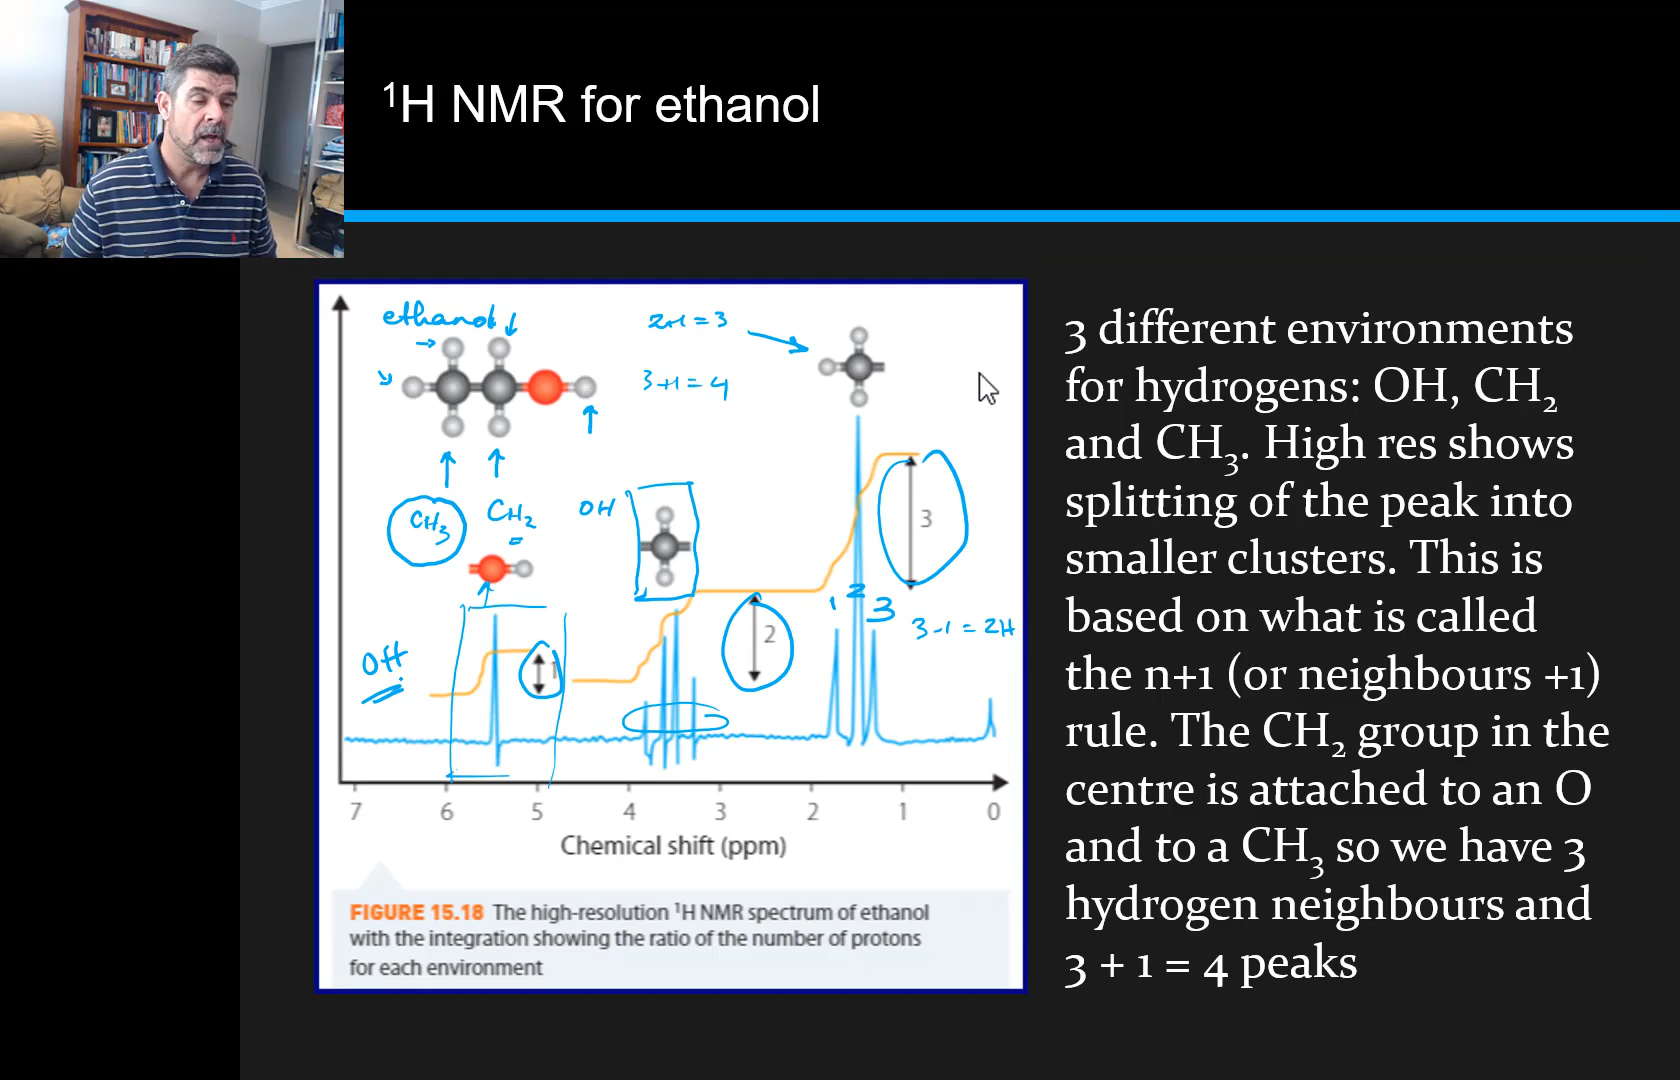 ¹H NMR for ethanol
ethanol
2+1 = 3
3+1 = 4
CH₃
CH₂
OH
Off
1
2
3
1 2 3
3-1 = 2H
7 6 5 4 3 2 1 0
Chemical shift (ppm)
FIGURE 15.18 The high-resolution ¹H NMR spectrum of ethanol
with the integration showing the ratio of the number of protons
for each environment
3 different environments
for hydrogens: OH, CH₂
and CH₃. High res shows
splitting of the peak into
smaller clusters. This is
based on what is called
the n+1 (or neighbours +1)
rule. The CH₂ group in the
centre is attached to an O
and to a CH₃ so we have 3
hydrogen neighbours and
3 + 1 = 4 peaks